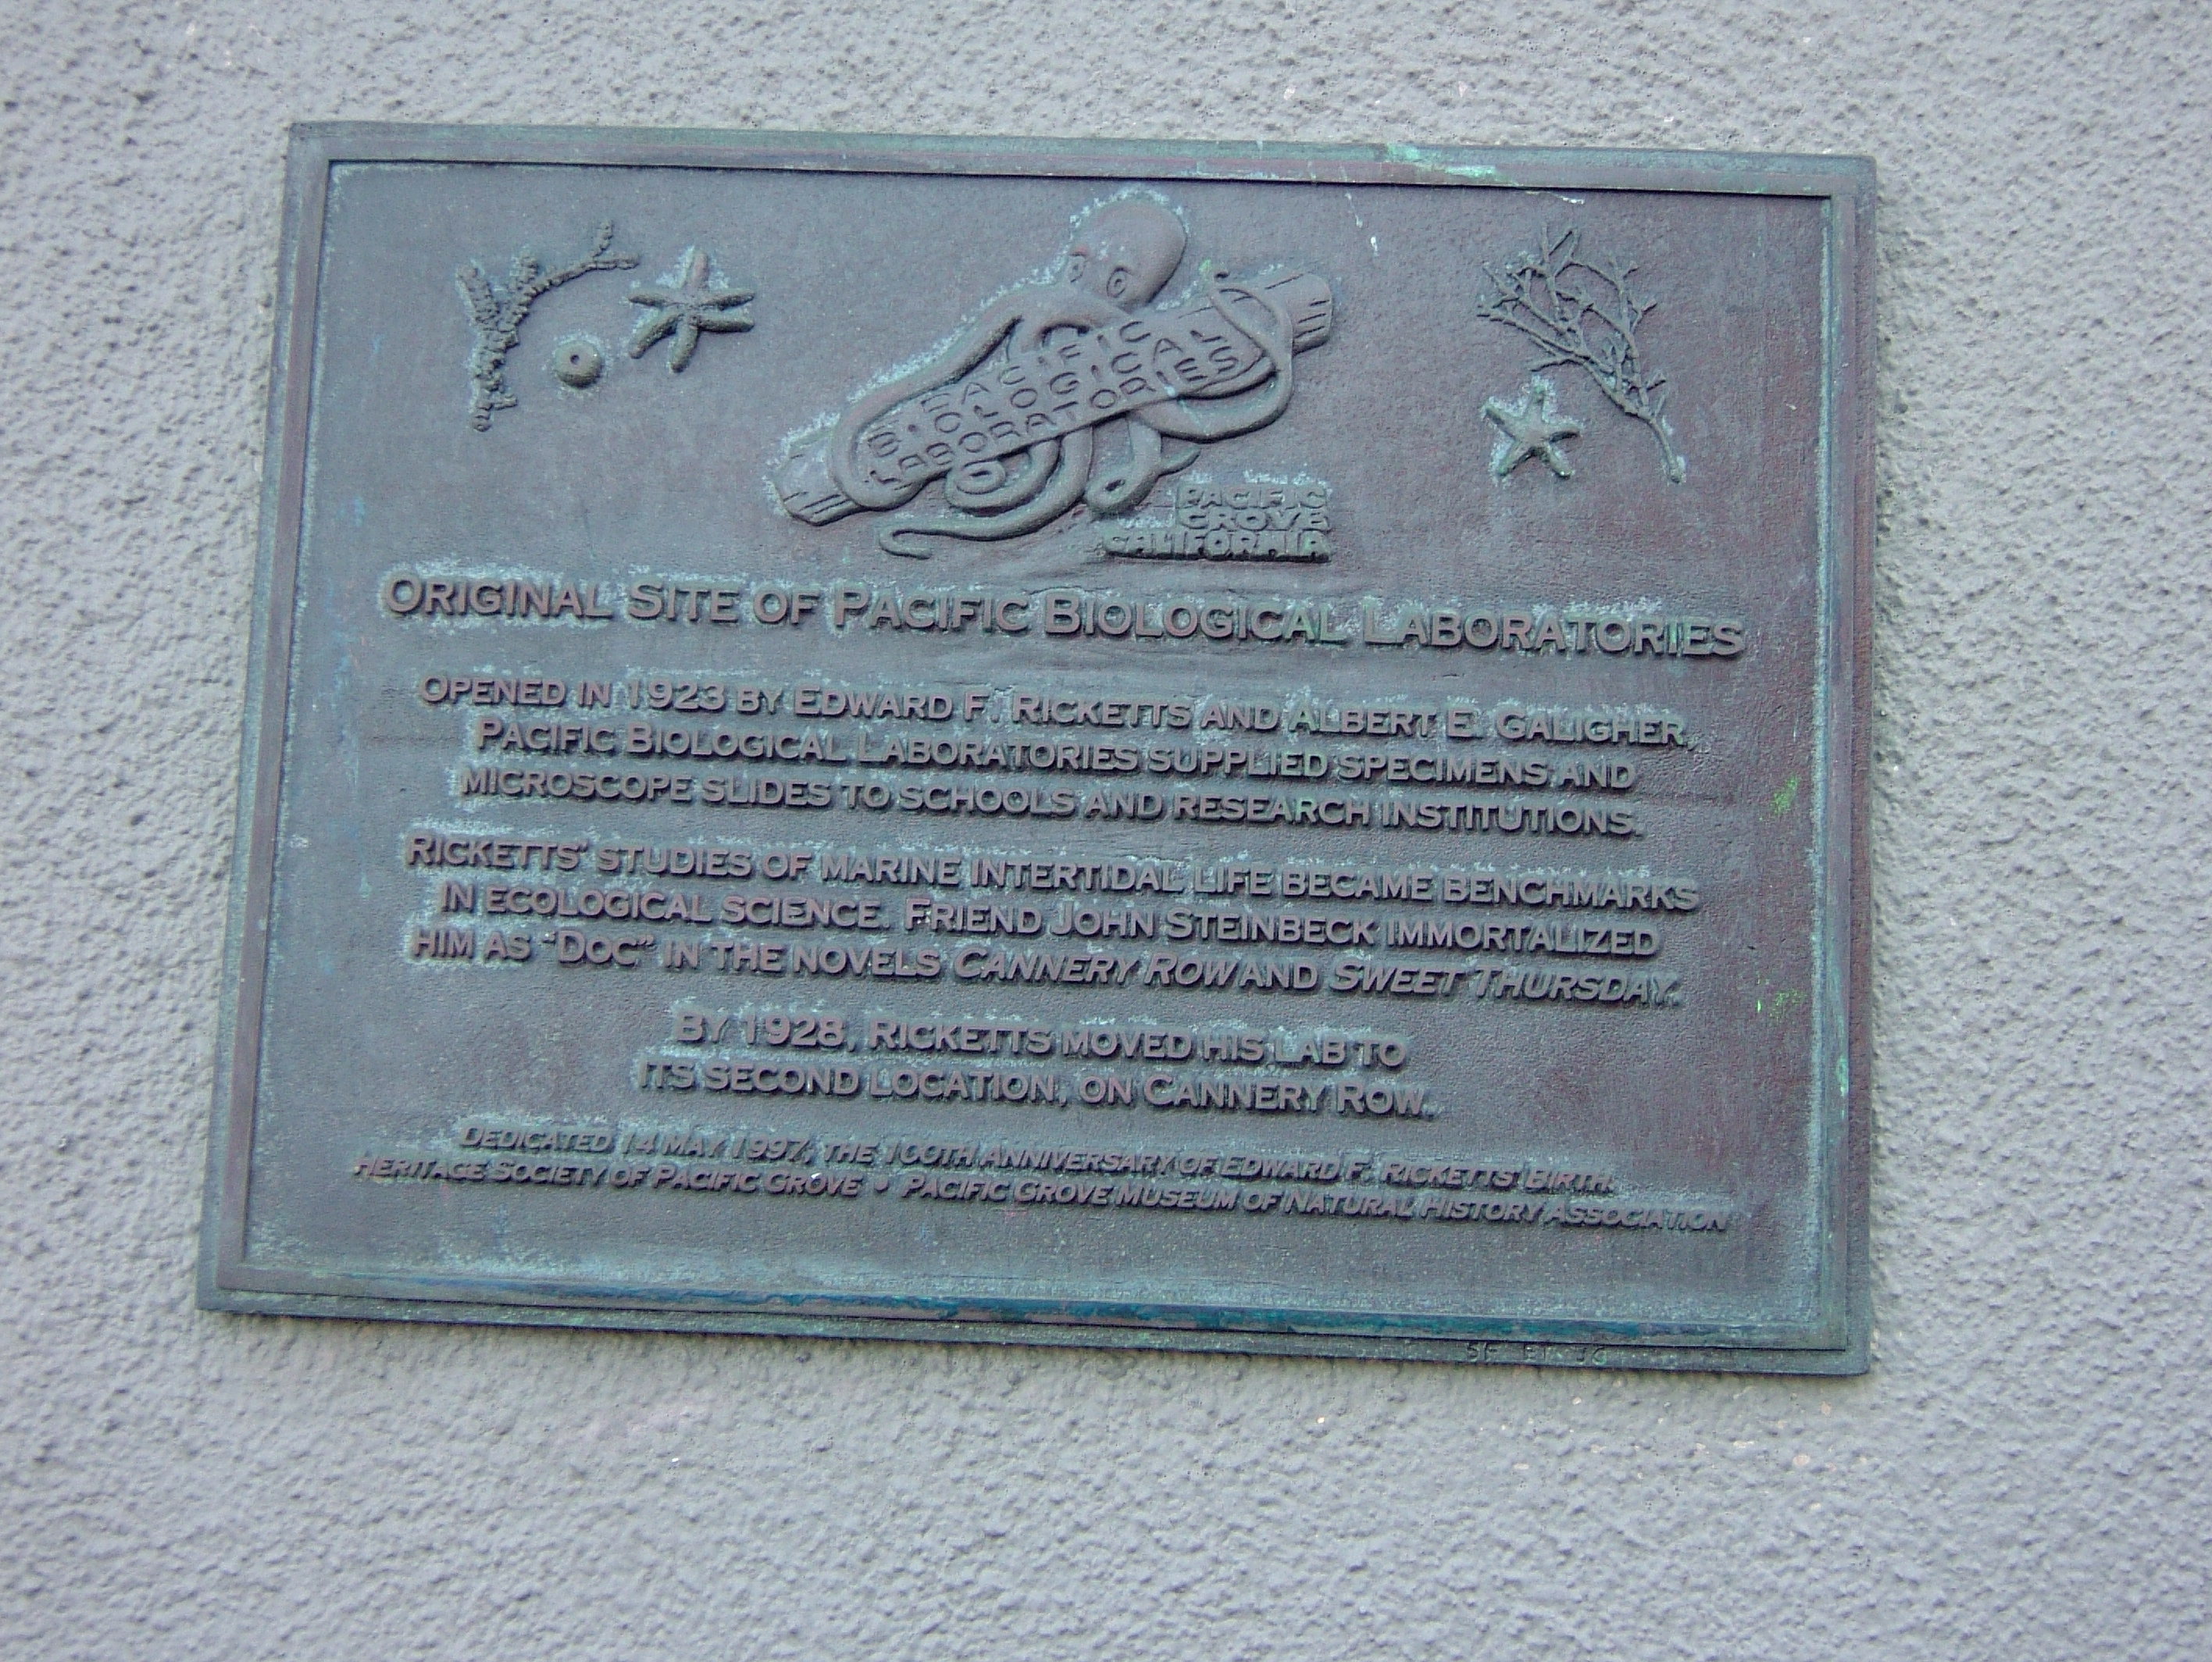 PACIFIC
BIOLOGICAL
LABORATORIES
PACIFIC
GROVE
CALIFORNIA
ORIGINAL SITE OF PACIFIC BIOLOGICAL LABORATORIES
OPENED IN 1923 BY EDWARD F. RICKETTS AND ALBERT E. GALIGHER,
PACIFIC BIOLOGICAL LABORATORIES SUPPLIED SPECIMENS AND
MICROSCOPE SLIDES TO SCHOOLS AND RESEARCH INSTITUTIONS.
RICKETTS' STUDIES OF MARINE INTERTIDAL LIFE BECAME BENCHMARKS
IN ECOLOGICAL SCIENCE. FRIEND JOHN STEINBECK IMMORTALIZED
HIM AS "DOC" IN THE NOVELS CANNERY ROW AND SWEET THURSDAY.
BY 1928, RICKETTS MOVED HIS LAB TO
ITS SECOND LOCATION, ON CANNERY ROW.
DEDICATED 14 MAY 1997, THE 100TH ANNIVERSARY OF EDWARD F. RICKETTS' BIRTH.
HERITAGE SOCIETY OF PACIFIC GROVE • PACIFIC GROVE MUSEUM OF NATURAL HISTORY ASSOCIATION